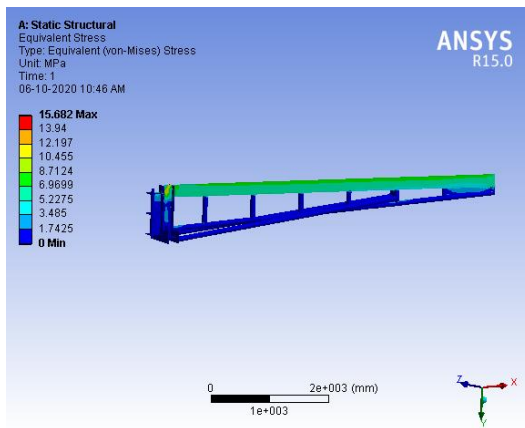 A: Static Structural
Equivalent Stress
Type: Equivalent (von-Mises) Stress
Unit: MPa
Time: 1
06-10-2020 10:46 AM
ANSYS
R15.0
15.682 Max
13.94
12.197
10.455
8.7124
6.9699
5.2275
3.485
1.7425
0 Min
0
2e+003 (mm)
1e+003
Z
X
Y